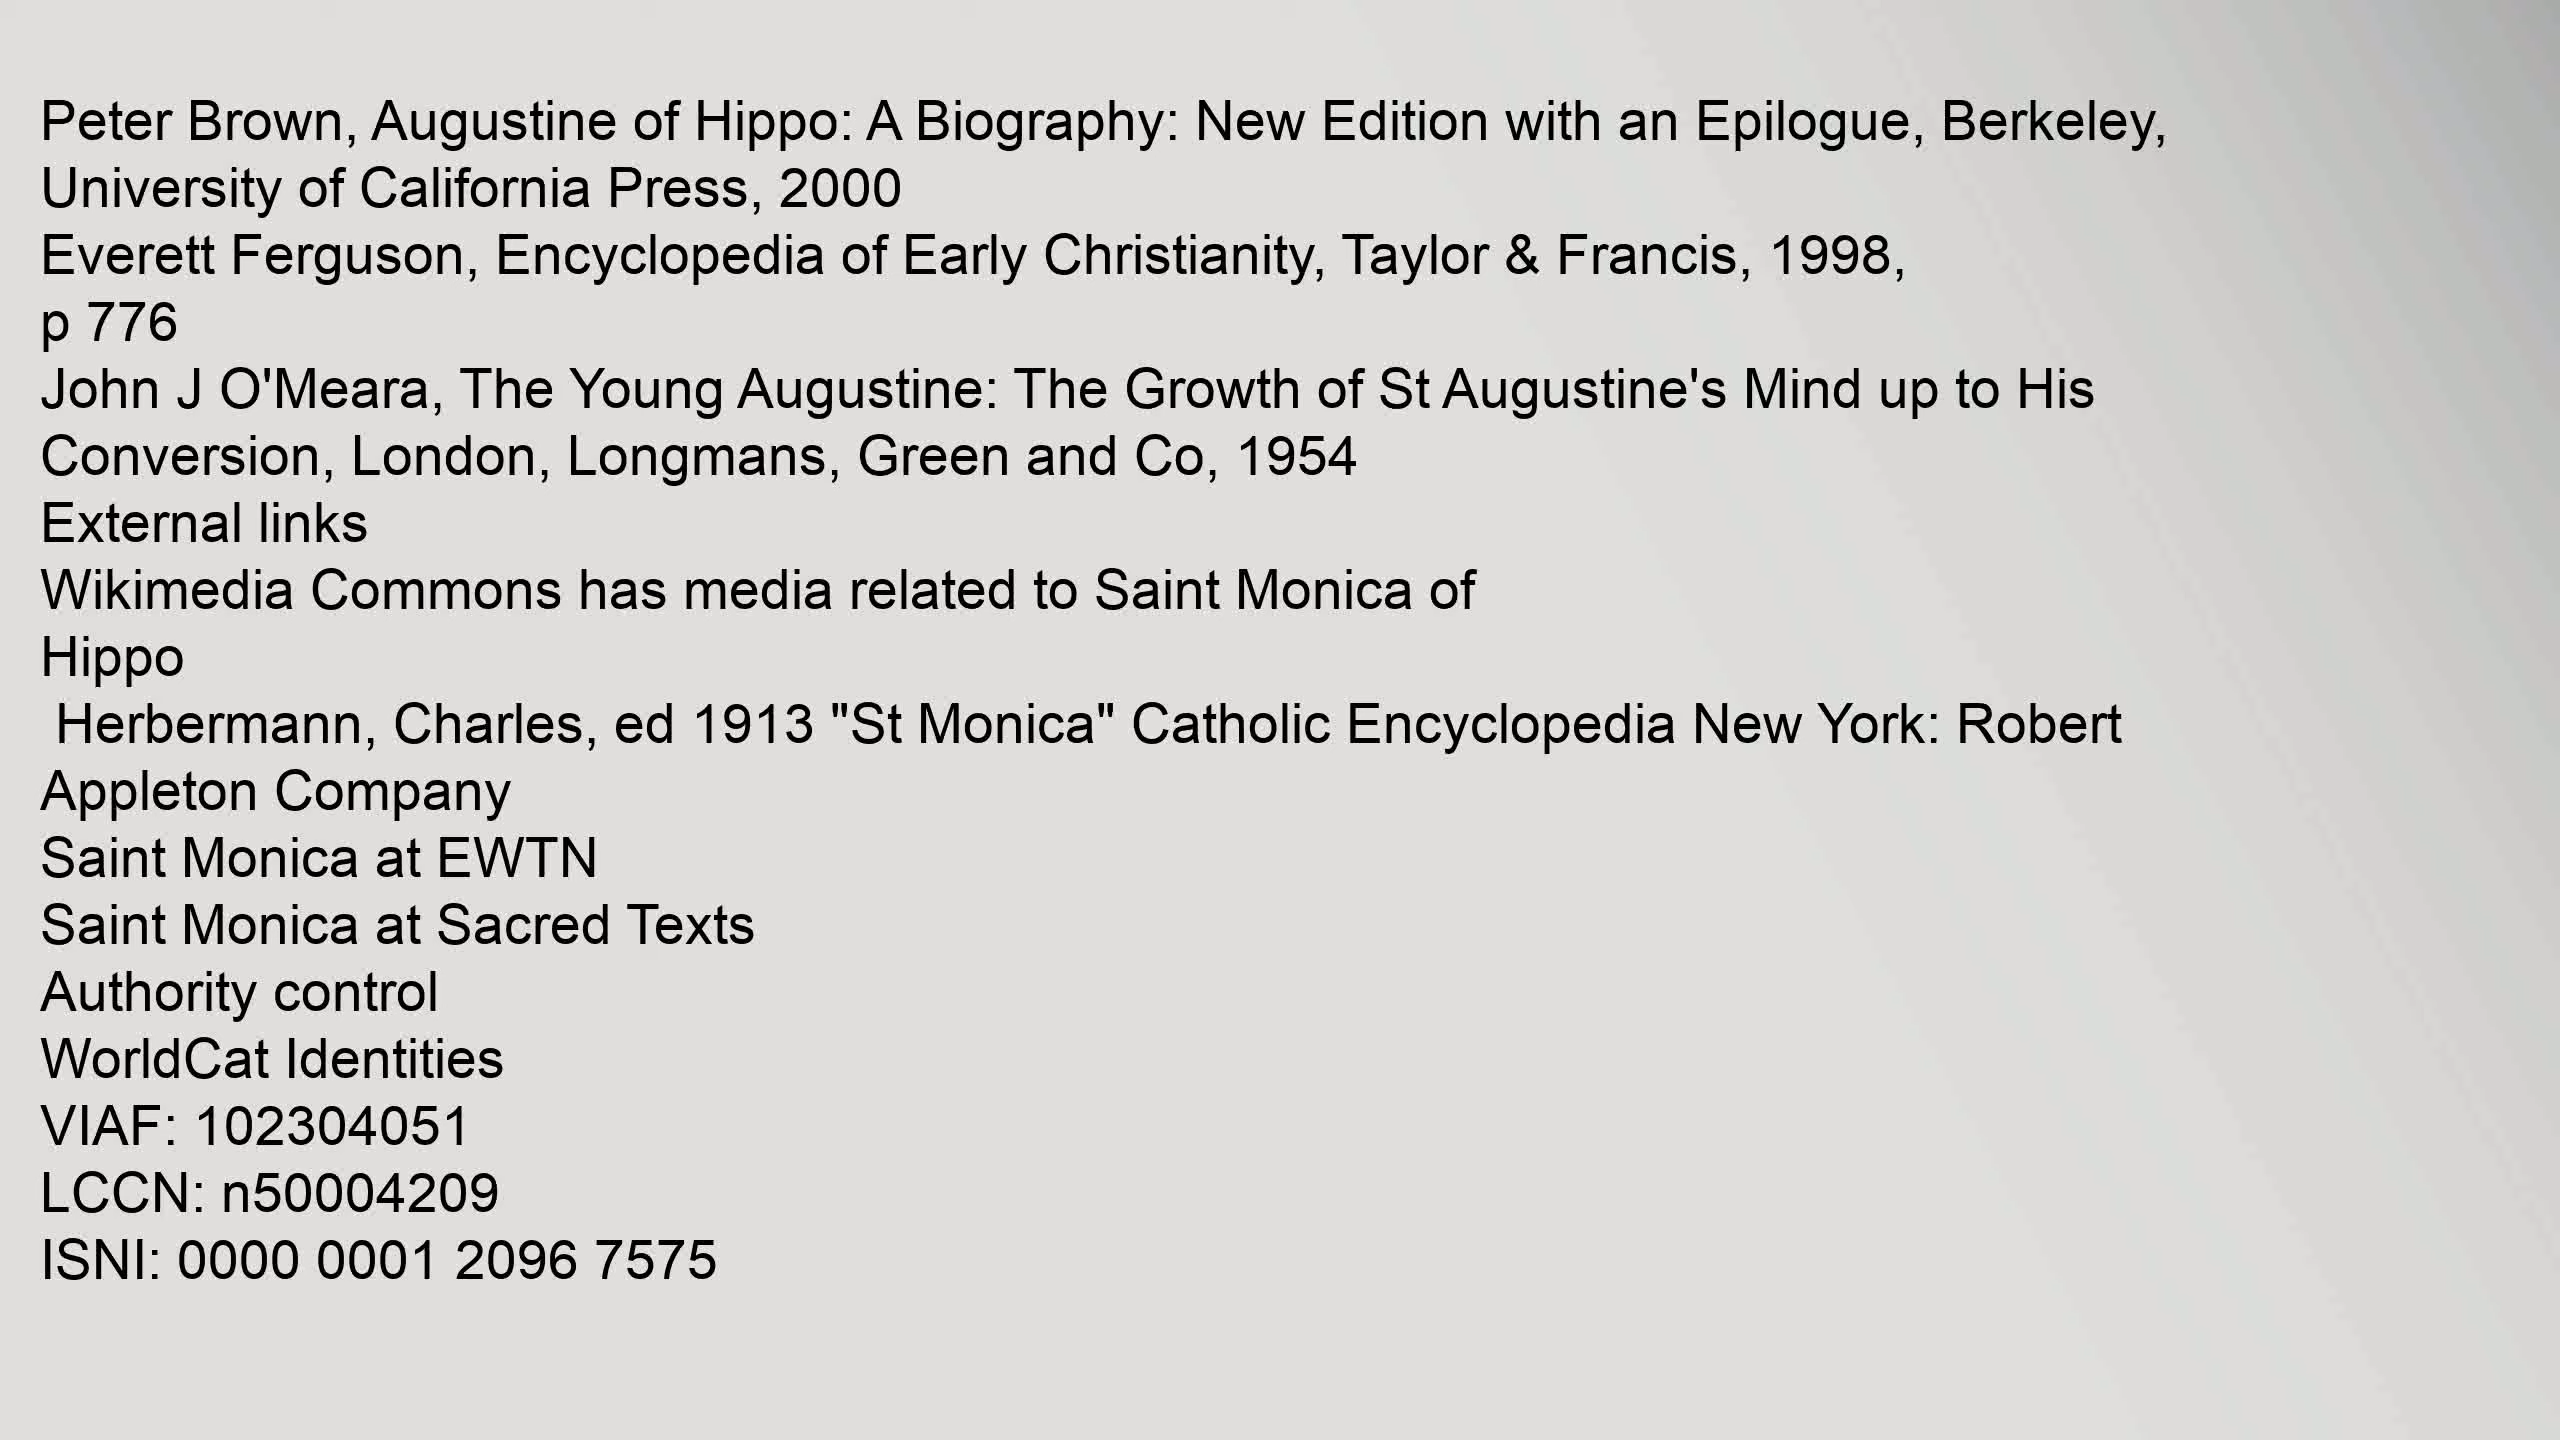 Peter Brown, Augustine of Hippo: A Biography: New Edition with an Epilogue, Berkeley,
University of California Press, 2000
Everett Ferguson, Encyclopedia of Early Christianity, Taylor & Francis, 1998,
p 776
John J O'Meara, The Young Augustine: The Growth of St Augustine's Mind up to His
Conversion, London, Longmans, Green and Co, 1954
External links
Wikimedia Commons has media related to Saint Monica of
Hippo
Herbermann, Charles, ed 1913 "St Monica" Catholic Encyclopedia New York: Robert
Appleton Company
Saint Monica at EWTN
Saint Monica at Sacred Texts
Authority control
WorldCat Identities
VIAF: 102304051
LCCN: n50004209
ISNI: 0000 0001 2096 7575